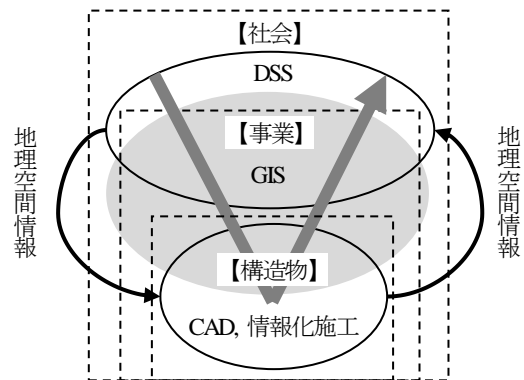 【社会】
DSS
【事業】
GIS
【構造物】
CAD, 情報化施工
地理空間情報
地理空間情報